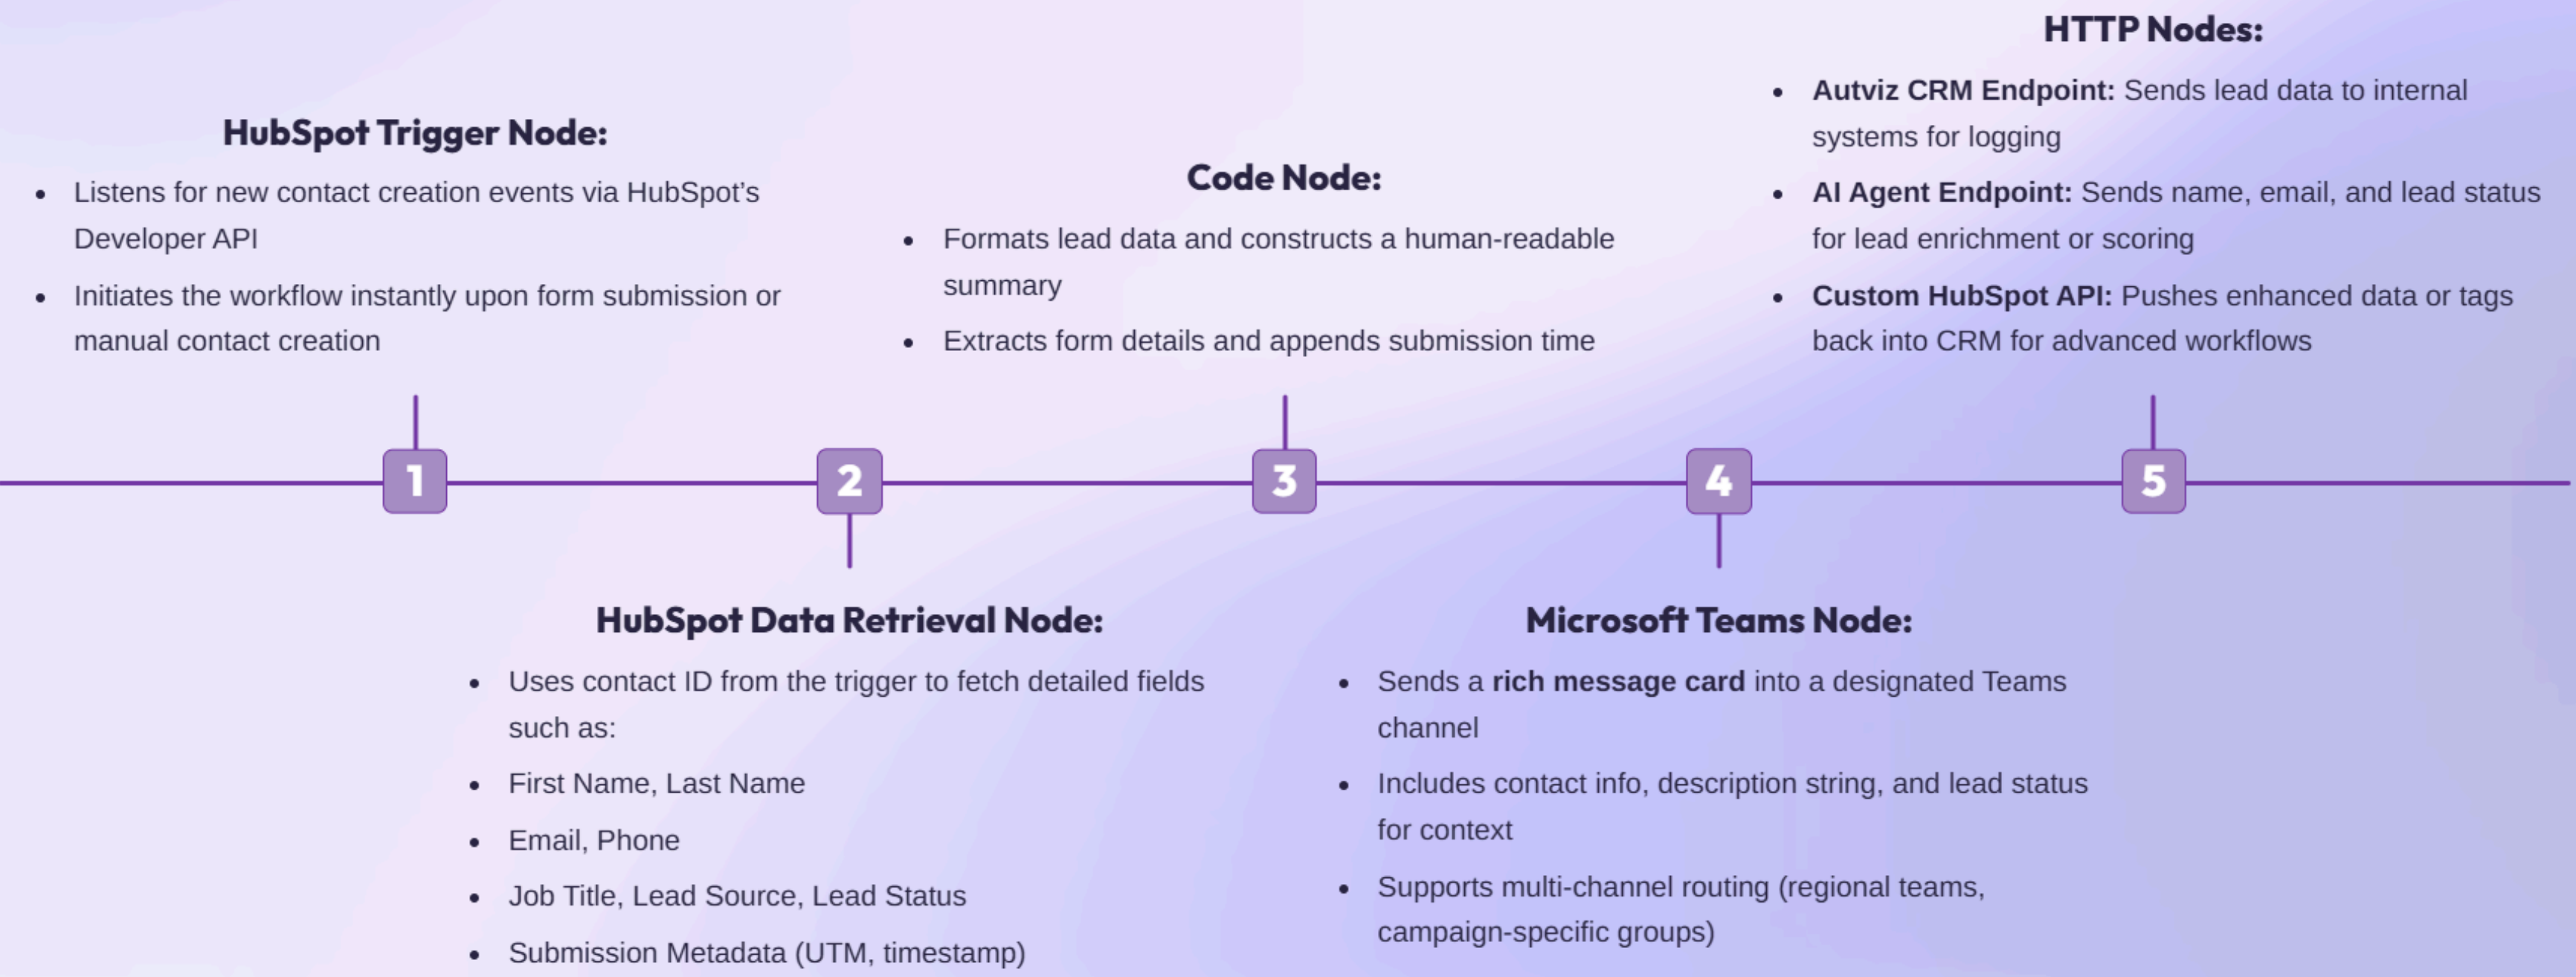 HubSpot Trigger Node:
• Listens for new contact creation events via HubSpot’s
Developer API
• Initiates the workflow instantly upon form submission or
manual contact creation
1
HubSpot Data Retrieval Node:
• Uses contact ID from the trigger to fetch detailed fields
such as:
• First Name, Last Name
• Email, Phone
• Job Title, Lead Source, Lead Status
• Submission Metadata (UTM, timestamp)
2
Code Node:
• Formats lead data and constructs a human-readable
summary
• Extracts form details and appends submission time
3
Microsoft Teams Node:
• Sends a rich message card into a designated Teams
channel
• Includes contact info, description string, and lead status
for context
• Supports multi-channel routing (regional teams,
campaign-specific groups)
4
HTTP Nodes:
• Autviz CRM Endpoint: Sends lead data to internal
systems for logging
• AI Agent Endpoint: Sends name, email, and lead status
for lead enrichment or scoring
• Custom HubSpot API: Pushes enhanced data or tags
back into CRM for advanced workflows
5